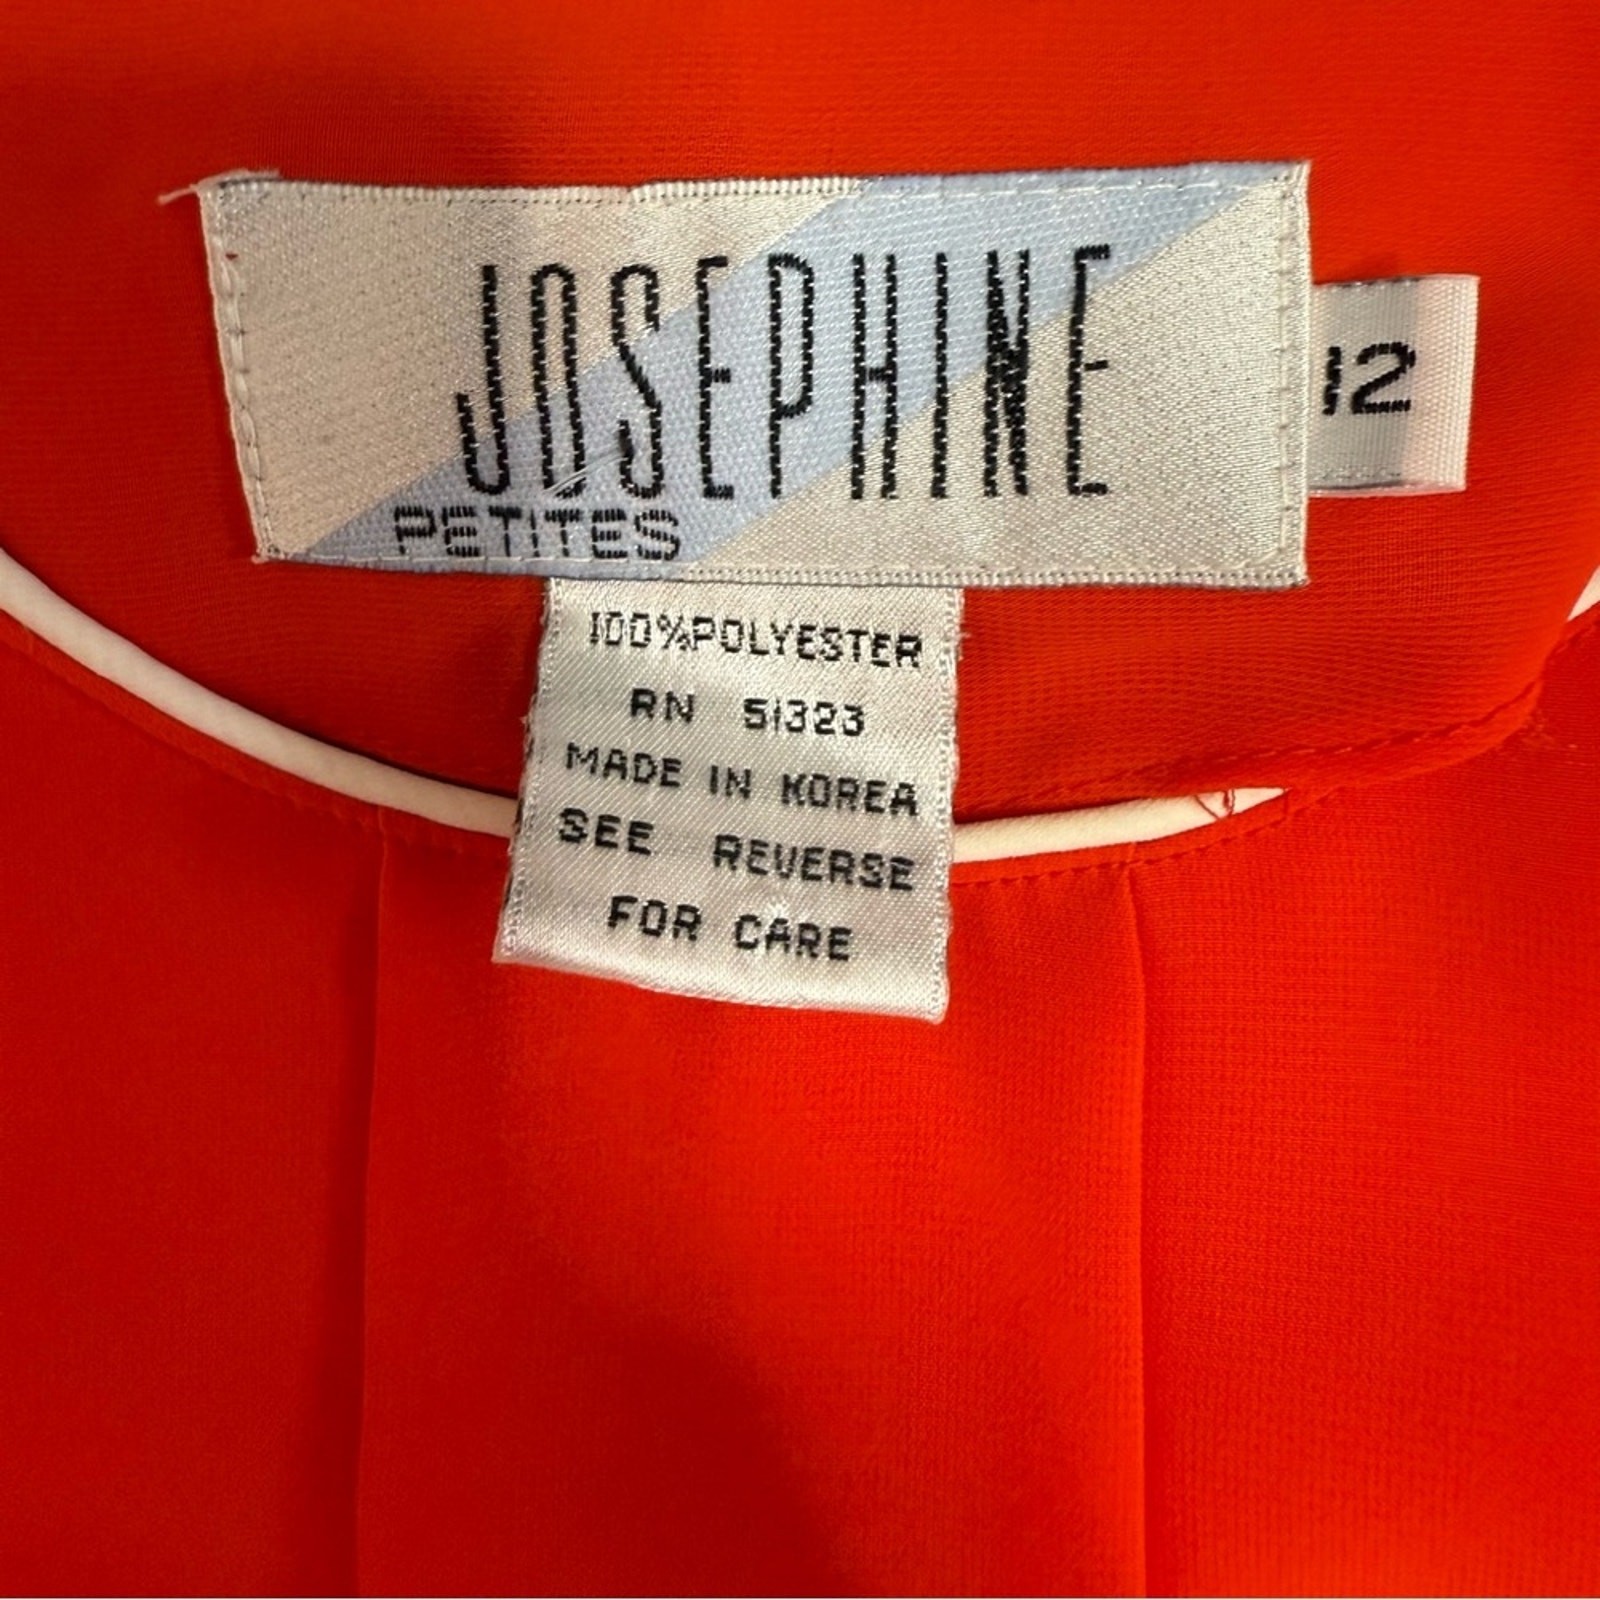 JOSEPHINE
PETITES
12
100%POLYESTER
RN 51323
MADE IN KOREA
SEE REVERSE
FOR CARE